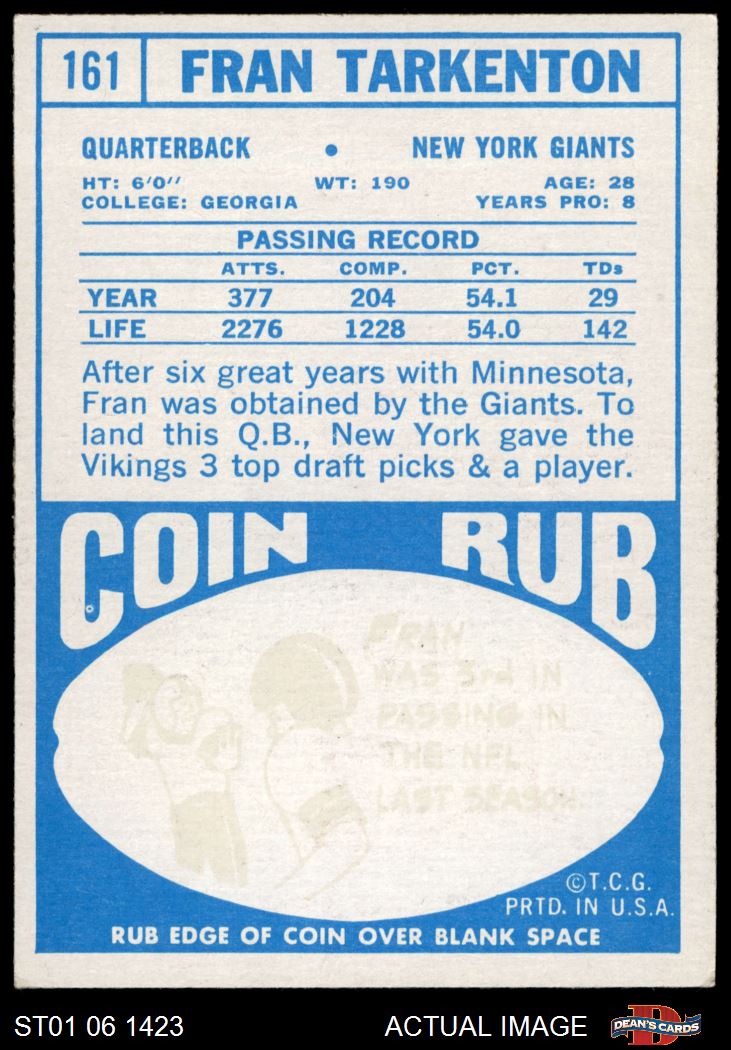 161 FRAN TARKENTON
QUARTERBACK • NEW YORK GIANTS
HT: 6'0'' WT: 190 AGE: 28
COLLEGE: GEORGIA YEARS PRO: 8
PASSING RECORD
ATTS. COMP. PCT. TDs
YEAR 377 204 54.1 29
LIFE 2276 1228 54.0 142
After six great years with Minnesota,
Fran was obtained by the Giants. To
land this Q.B., New York gave the
Vikings 3 top draft picks & a player.
COIN RUB
FRAN
WAS 3rd IN
PASSING IN
THE NFL
LAST SEASON.
©T.C.G.
PRTD. IN U.S.A.
RUB EDGE OF COIN OVER BLANK SPACE
ST01 06 1423 ACTUAL IMAGE DEAN'S CARDS